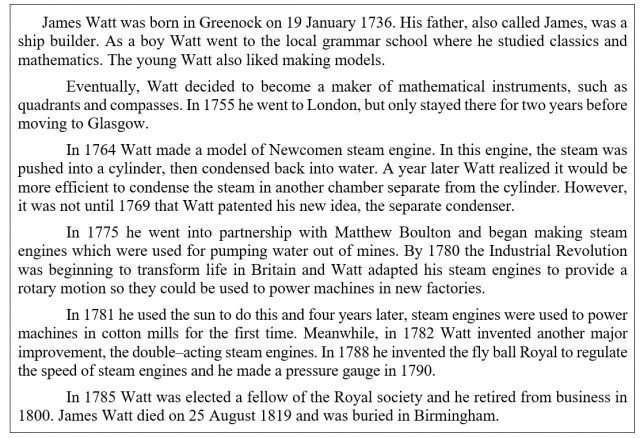 James Watt was born in Greenock on 19 January 1736. His father, also called James, was a
ship builder. As a boy Watt went to the local grammar school where he studied classics and
mathematics. The young Watt also liked making models.
Eventually, Watt decided to become a maker of mathematical instruments, such as
quadrants and compasses. In 1755 he went to London, but only stayed there for two years before
moving to Glasgow.
In 1764 Watt made a model of Newcomen steam engine. In this engine, the steam was
pushed into a cylinder, then condensed back into water. A year later Watt realized it would be
more efficient to condense the steam in another chamber separate from the cylinder. However,
it was not until 1769 that Watt patented his new idea, the separate condenser.
In 1775 he went into partnership with Matthew Boulton and began making steam
engines which were used for pumping water out of mines. By 1780 the Industrial Revolution
was beginning to transform life in Britain and Watt adapted his steam engines to provide a
rotary motion so they could be used to power machines in new factories.
In 1781 he used the sun to do this and four years later, steam engines were used to power
machines in cotton mills for the first time. Meanwhile, in 1782 Watt invented another major
improvement, the double–acting steam engines. In 1788 he invented the fly ball Royal to regulate
the speed of steam engines and he made a pressure gauge in 1790.
In 1785 Watt was elected a fellow of the Royal society and he retired from business in
1800. James Watt died on 25 August 1819 and was buried in Birmingham.